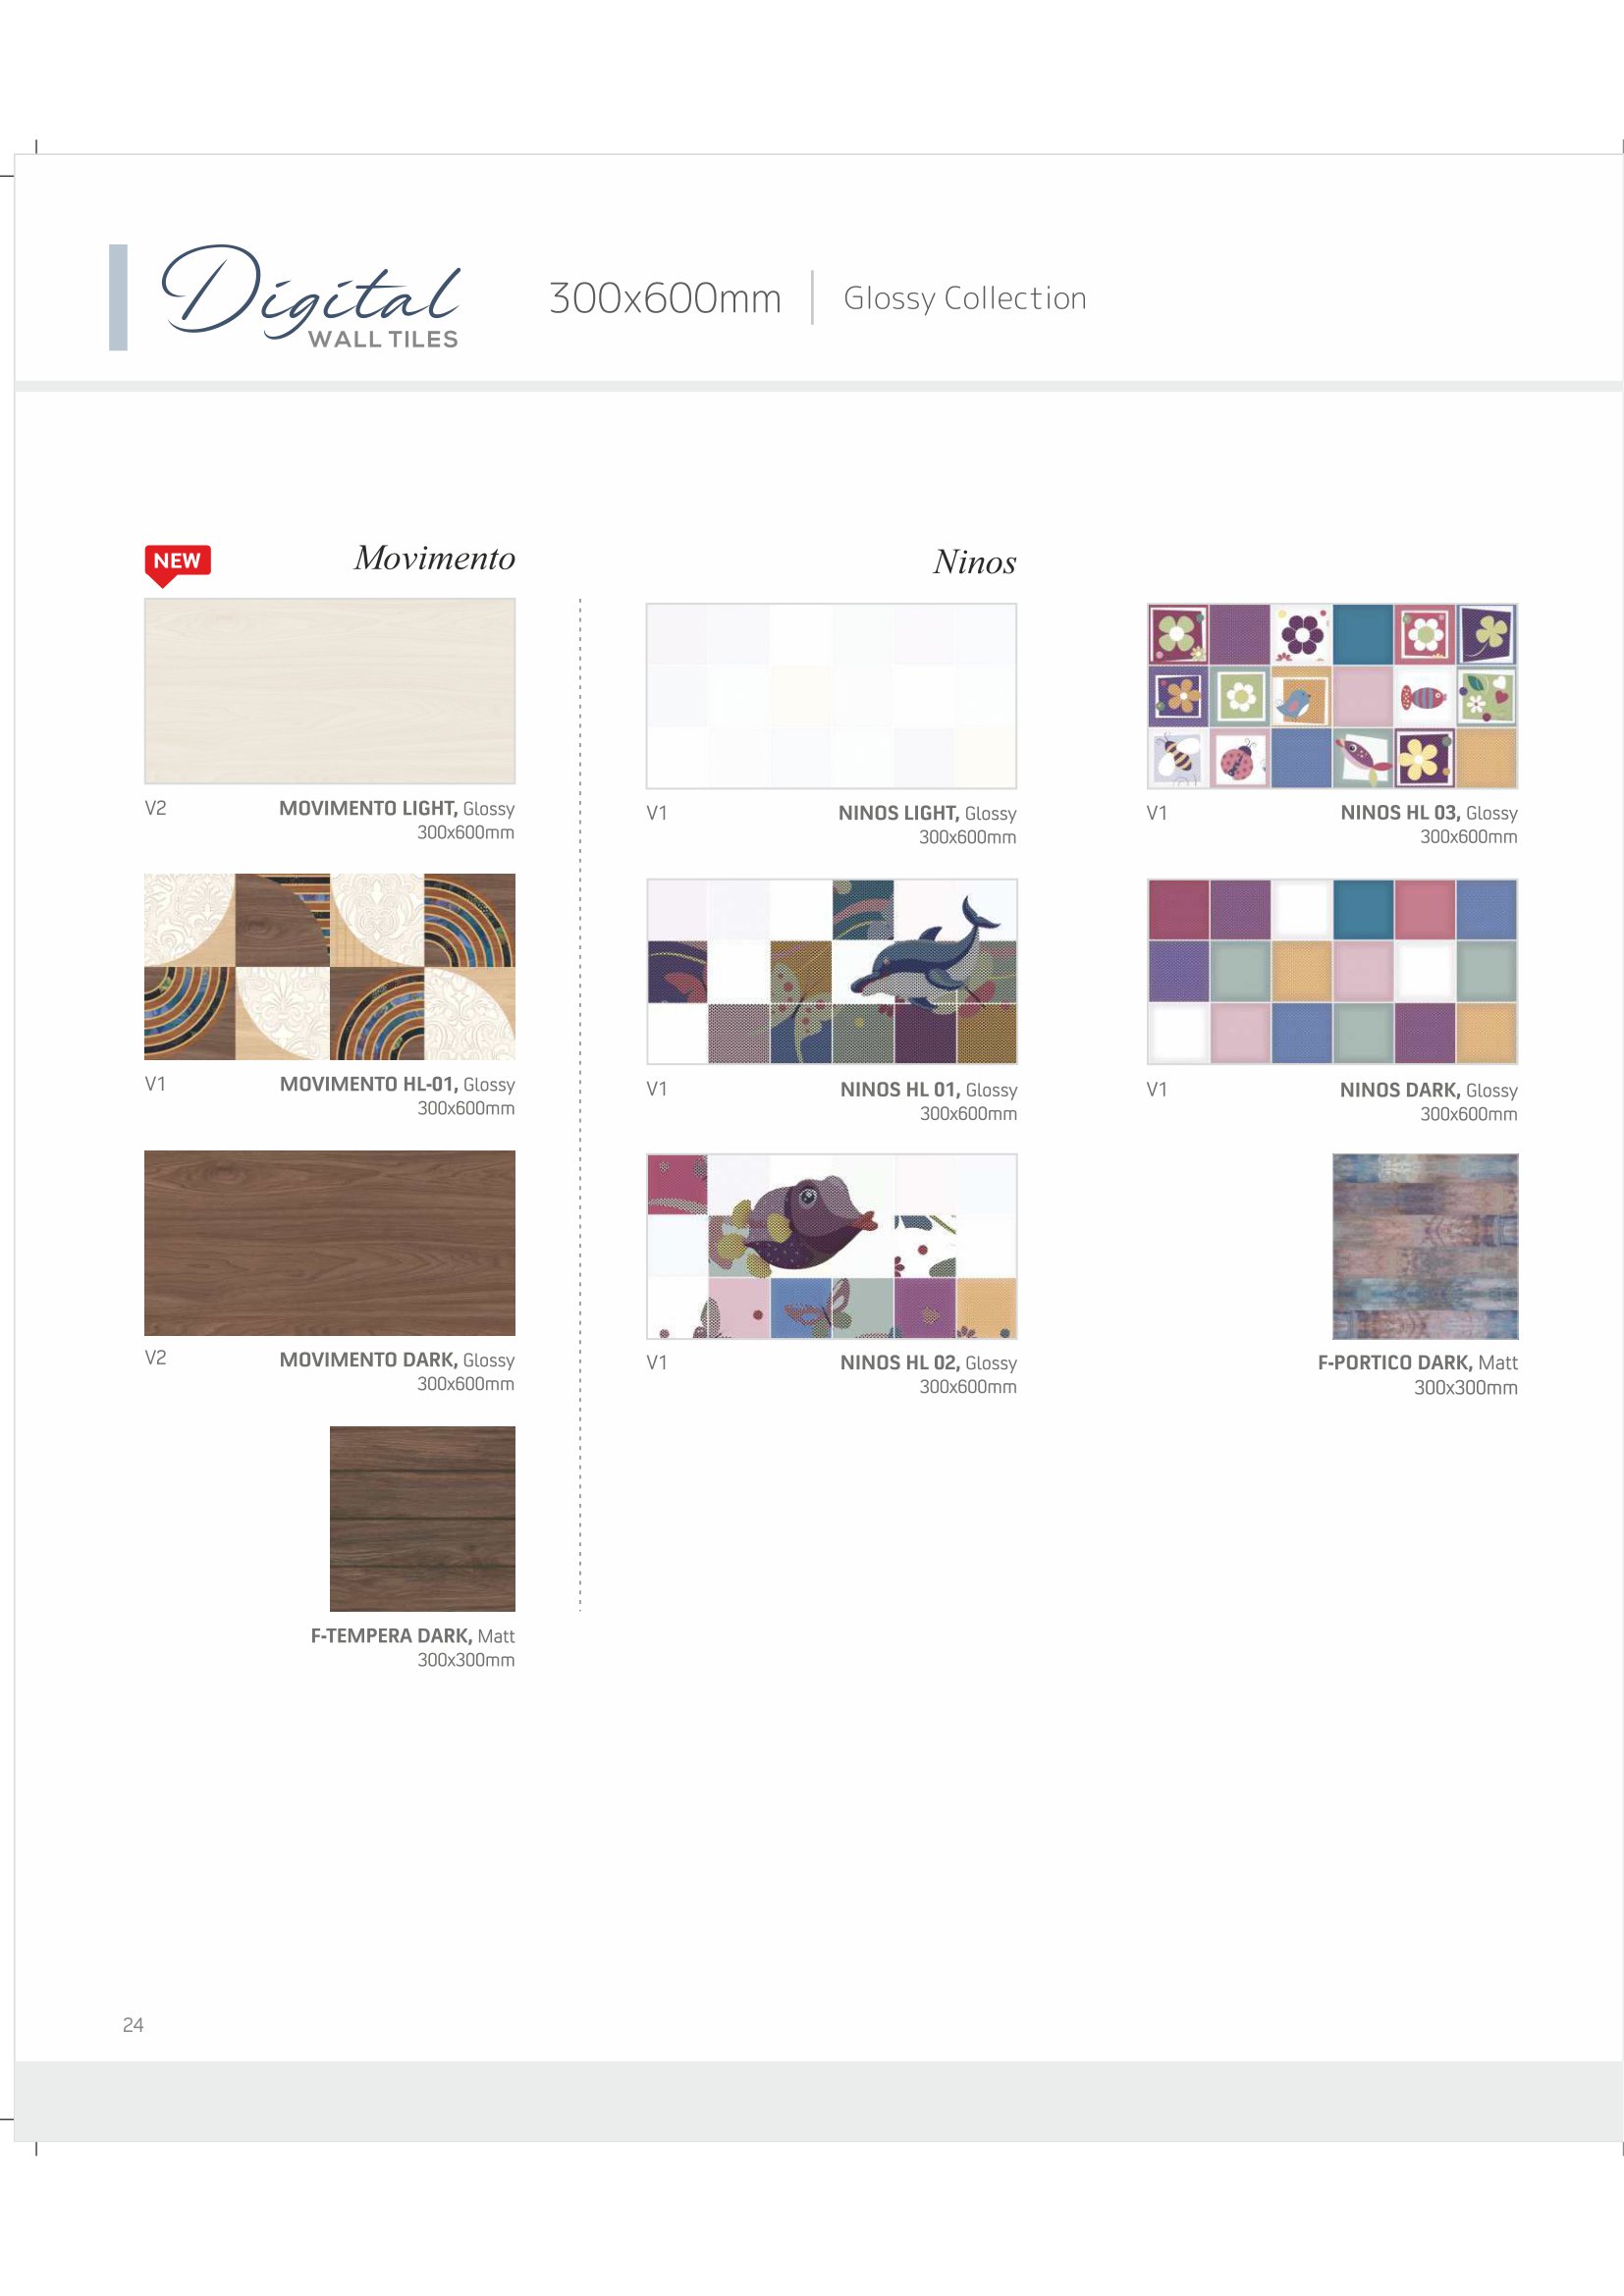 Digital
WALL TILES
300x600mm
Glossy Collection
NEW
Movimento
V2
MOVIMENTO LIGHT, Glossy
300x600mm
V1
MOVIMENTO HL-01, Glossy
300x600mm
V2
MOVIMENTO DARK, Glossy
300x600mm
F-TEMPERA DARK, Matt
300x300mm
Ninos
V1
NINOS LIGHT, Glossy
300x600mm
V1
NINOS HL 01, Glossy
300x600mm
V1
NINOS HL 02, Glossy
300x600mm
V1
NINOS HL 03, Glossy
300x600mm
V1
NINOS DARK, Glossy
300x600mm
F-PORTICO DARK, Matt
300x300mm
24